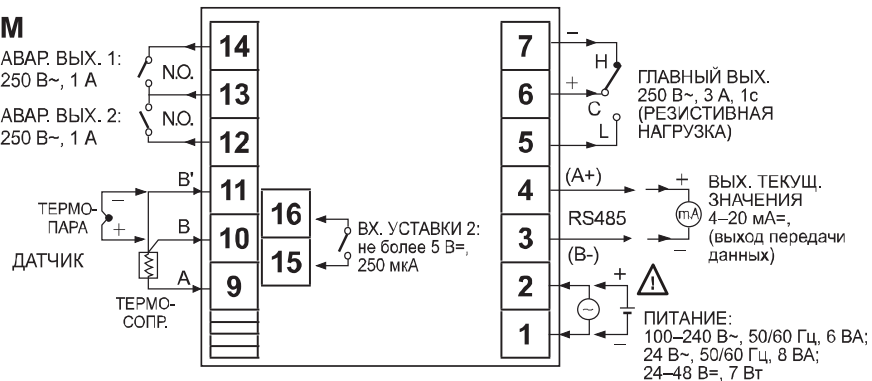 М
АВАР. ВЫХ. 1:
250 В~, 1 А
N.O.
АВАР. ВЫХ. 2:
250 В~, 1 А
N.O.
14
13
12
B'
11
ТЕРМО-
ПАРА
–
+
B
10
ДАТЧИК
A
9
ТЕРМО-
СОПР.
16
15
ВХ. УСТАВКИ 2:
не более 5 В=,
250 мкА
7
6
5
–
H
+
C
L
ГЛАВНЫЙ ВЫХ.
250 В~, 3 А, 1с
(РЕЗИСТИВНАЯ
НАГРУЗКА)
4
(A+)
RS485
3
(B-)
+
mA
–
ВЫХ. ТЕКУЩ.
ЗНАЧЕНИЯ
4–20 мА=,
(выход передачи
данных)
2
1
~
+
–
!
ПИТАНИЕ:
100–240 В~, 50/60 Гц, 6 ВА;
24 В~, 50/60 Гц, 8 ВА;
24–48 В=, 7 Вт